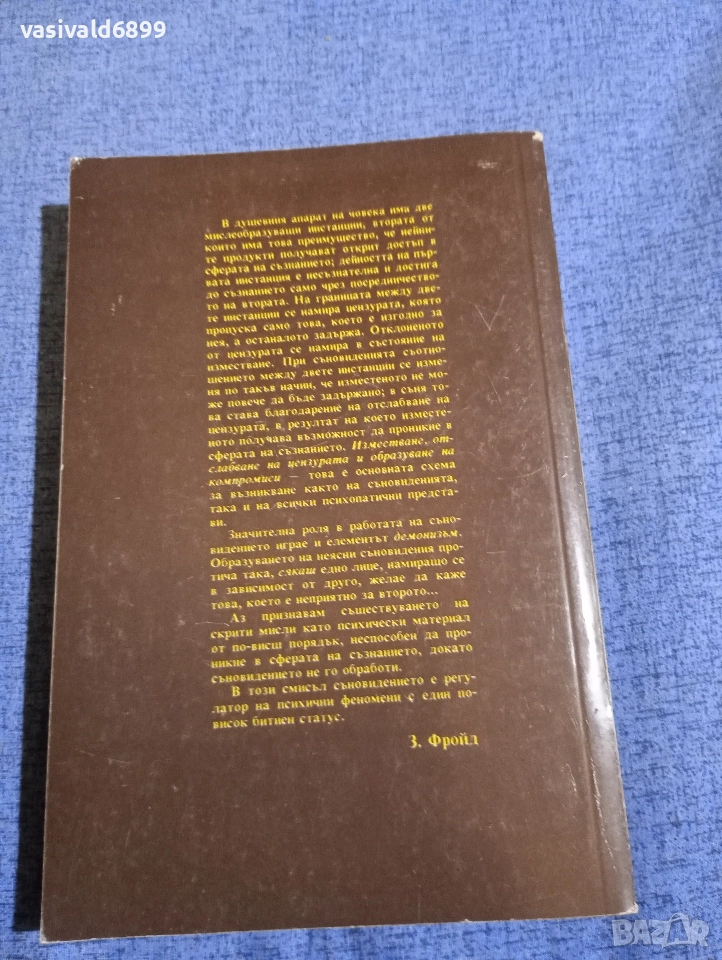 vasivald6899
В душевния апарат на човека има две
мислеобразуващи инстанции, втората от
които има това преимущество, че нейни-
те продукти получават открит достъп в
сферата на съзнанието; дейността на пър-
вата инстанция е несъзнателна и достига
до съзнанието само чрез посредничество-
то на втората. На границата между две-
те инстанции се намира цензурата, която
пропуска само това, което е изгодно за
нея, а останалото задържа. Отклоненото
от цензурата се намира в състояние на
изместване. При съновиденията съотно-
шението между двете инстанции се изме-
ня по такъв начин, че изместеното не мо-
же повече да бъде задържано; в съня то-
ва става благодарение на отслабване на
цензурата, в резултат на което изместе-
ното получава възможност да проникне в
сферата на съзнанието. Изместване, от-
слабване на цензурата и образуване на
компромиси – това е основната схема
за възникване както на съновиденията,
така и на всички психопатични предста-
ви.
Значителна роля в работата на съно-
видението играе и елементът демонизъм.
Образуването на неясни съновидения про-
тича така, сякаш едно лице, намиращо се
в зависимост от друго, желае да каже
това, което е неприятно за второто...
Аз признавам съществуването на
скрити мисли като психически материал
от по-висш порядък, неспособен да про-
никне в сферата на съзнанието, докато
съновидението не го обработи.
В този смисъл съновидението е регу-
латор на психични феномени с един по-
висок битиен статус.
З. Фройд
BAZAR